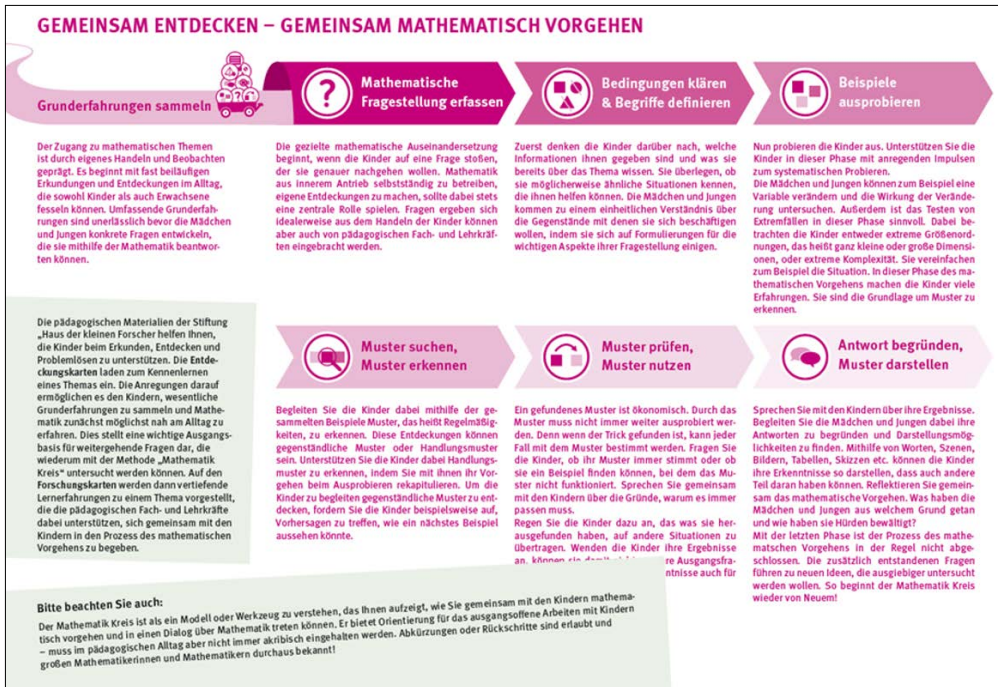 GEMEINSAM ENTDECKEN – GEMEINSAM MATHEMATISCH VORGEHEN
Grunderfahrungen sammeln
Der Zugang zu mathematischen Themen
ist durch eigenes Handeln und Beobachten
geprägt. Es beginnt mit fast beiläufigen
Erkundungen und Entdeckungen im Alltag,
die sowohl Kinder als auch Erwachsene
fesseln können. Umfassende Grunderfah-
rungen sind unerlässlich bevor die Mädchen
und Jungen konkrete Fragen entwickeln,
die sie mithilfe der Mathematik beantwor-
ten können.
?
Mathematische
Fragestellung erfassen
Die gezielte mathematische Auseinandersetzung
beginnt, wenn die Kinder auf eine Frage stoßen,
der sie genauer nachgehen wollen. Mathematik
aus innerem Antrieb selbstständig zu betreiben,
eigene Entdeckungen zu machen, sollte dabei stets
eine zentrale Rolle spielen. Fragen ergeben sich
idealerweise aus dem Handeln der Kinder können
aber auch von pädagogischen Fach- und Lehrkräf-
ten eingebracht werden.
Bedingungen klären
& Begriffe definieren
Zuerst denken die Kinder darüber nach, welche
Informationen ihnen gegeben sind und was sie
bereits über das Thema wissen. Sie überlegen, ob
sie möglicherweise ähnliche Situationen kennen,
die ihnen helfen können. Die Mädchen und Jungen
kommen zu einem einheitlichen Verständnis über
die Gegenstände mit denen sie sich beschäftigen
wollen, indem sie sich auf Formulierungen für die
wichtigen Aspekte ihrer Fragestellung einigen.
Beispiele
ausprobieren
Nun probieren die Kinder aus. Unterstützen Sie die
Kinder in dieser Phase mit anregenden Impulsen
zum systematischen Probieren.
Die Mädchen und Jungen können zum Beispiel eine
Variable verändern und die Wirkung der Verände-
rung untersuchen. Außerdem ist das Testen von
Extremfällen in dieser Phase sinnvoll. Dabei be-
trachten die Kinder entweder extreme Größenord-
nungen, das heißt ganz kleine oder große Dimensi-
onen, oder extreme Komplexität. Sie vereinfachen
zum Beispiel die Situation. In dieser Phase des ma-
thematischen Vorgehens machen die Kinder viele
Erfahrungen. Sie sind die Grundlage um Muster zu
erkennen.
Die pädagogischen Materialien der Stiftung
„Haus der kleinen Forscher helfen Ihnen,
die Kinder beim Erkunden, Entdecken und
Problemlösen zu unterstützen. Die Entde-
ckungskarten laden zum Kennenlernen
eines Themas ein. Die Anregungen darauf
ermöglichen es den Kindern, wesentliche
Grunderfahrungen zu sammeln und Mathe-
matik zunächst möglichst nah am Alltag zu
erfahren. Dies stellt eine wichtige Ausgangs-
basis für weitergehende Fragen dar, die
wiederum mit der Methode „Mathematik
Kreis“ untersucht werden können. Auf den
Forschungskarten werden dann vertiefende
Lernerfahrungen zu einem Thema vorgestellt,
die die pädagogischen Fach- und Lehrkräfte
dabei unterstützen, sich gemeinsam mit den
Kindern in den Prozess des mathematischen
Vorgehens zu begeben.
Muster suchen,
Muster erkennen
Begleiten Sie die Kinder dabei mithilfe der ge-
sammelten Beispiele Muster, das heißt Regelmäßig-
keiten, zu erkennen. Diese Entdeckungen können
gegenständliche Muster oder Handlungsmuster
sein. Unterstützen Sie die Kinder dabei Handlungs-
muster zu erkennen, indem Sie mit ihnen ihr Vor-
gehen beim Ausprobieren rekapitulieren. Um die
Kinder zu begleiten gegenständliche Muster zu ent-
decken, fordern Sie die Kinder beispielsweise auf,
Vorhersagen zu treffen, wie ein nächstes Beispiel
aussehen könnte.
Muster prüfen,
Muster nutzen
Ein gefundenes Muster ist ökonomisch. Durch das
Muster muss nicht immer weiter ausprobiert wer-
den. Denn wenn der Trick gefunden ist, kann jeder
Fall mit dem Muster bestimmt werden. Fragen Sie
die Kinder, ob ihr Muster immer stimmt oder ob
sie ein Beispiel finden können, bei dem das Mu-
ster nicht funktioniert. Sprechen Sie gemeinsam
mit den Kindern über die Gründe, warum es immer
passen muss.
Regen Sie die Kinder dazu an, das was sie her-
ausgefunden haben, auf andere Situationen zu
übertragen. Wenden die Kinder ihre Ergebnisse
an, können sie re Ausgangsfra-
ntnisse auch für
Antwort begründen,
Muster darstellen
Sprechen Sie mit den Kindern über ihre Ergebnisse.
Begleiten Sie die Mädchen und Jungen dabei ihre
Antworten zu begründen und Darstellungsmög-
lichkeiten zu finden. Mithilfe von Worten, Szenen,
Bildern, Tabellen, Skizzen etc. können die Kinder
ihre Erkenntnisse so darstellen, dass auch andere
Teil daran haben können. Reflektieren Sie gemein-
sam das mathematische Vorgehen. Was haben die
Mädchen und Jungen aus welchem Grund getan
und wie haben sie Hürden bewältigt?
Mit der letzten Phase ist der Prozess des mathe-
matschen Vorgehens in der Regel nicht abge-
schlossen. Die zusätzlich entstandenen Fragen
führen zu neuen Ideen, die ausgiebiger untersucht
werden wollen. So beginnt der Mathematik Kreis
wieder von Neuem!
Bitte beachten Sie auch:
Der Mathematik Kreis ist als ein Modell oder Werkzeug zu verstehen, das Ihnen aufzeigt, wie Sie gemeinsam mit den Kindern mathema-
tisch vorgehen und in einen Dialog über Mathematik treten können. Er bietet Orientierung für das ausgangsoffene Arbeiten mit Kindern
– muss im pädagogischen Alltag aber nicht immer akribisch eingehalten werden. Abkürzungen oder Rückschritte sind erlaubt und
großen Mathematikerinnen und Mathematikern durchaus bekannt!